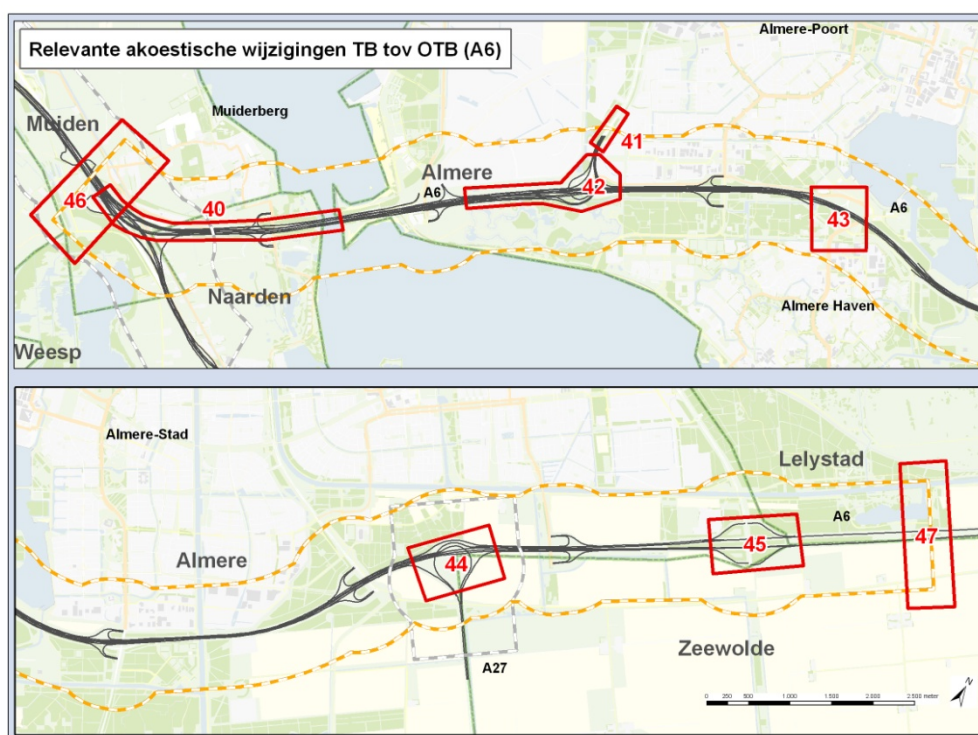 Relevante akoestische wijzigingen TB tov OTB (A6)
Almere-Poort
Muiden
Muiderberg
41
Almere
46
40
A6
42
43
A6
Naarden
Almere Haven
Weesp
Almere-Stad
Lelystad
A6
47
45
Almere
44
Zeewolde
A27
0 250 500 1.000 1.500 2.000 2.500 meter
N